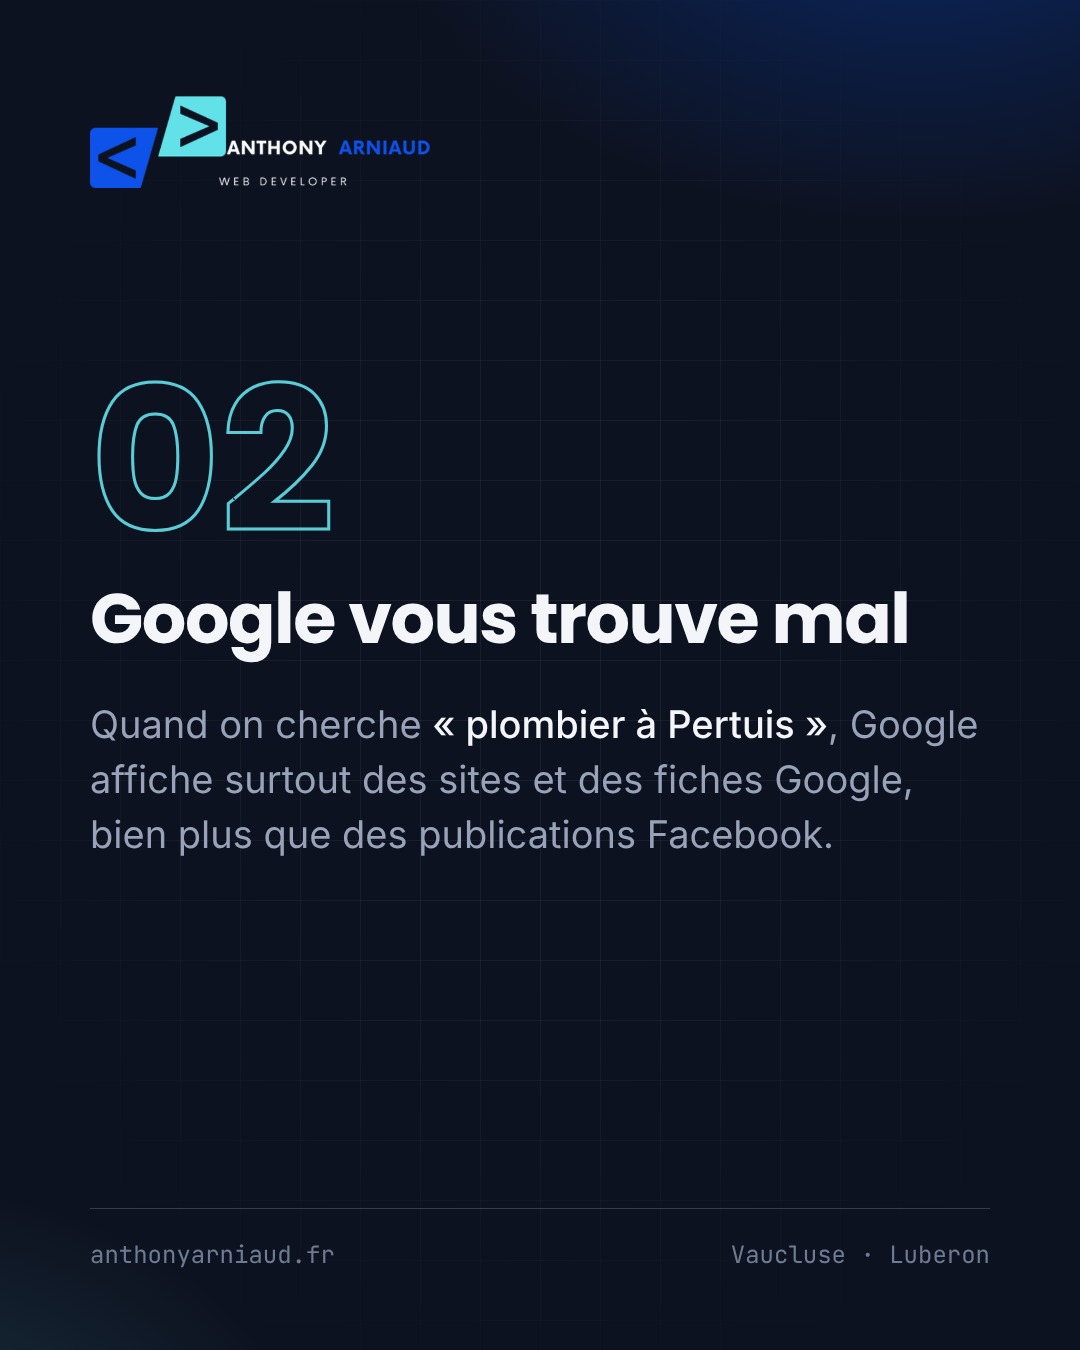 < >
ANTHONY ARNIAUD
WEB DEVELOPER
02
Google vous trouve mal
Quand on cherche « plombier à Pertuis », Google
affiche surtout des sites et des fiches Google,
bien plus que des publications Facebook.
anthonyarniaud.fr
Vaucluse · Luberon